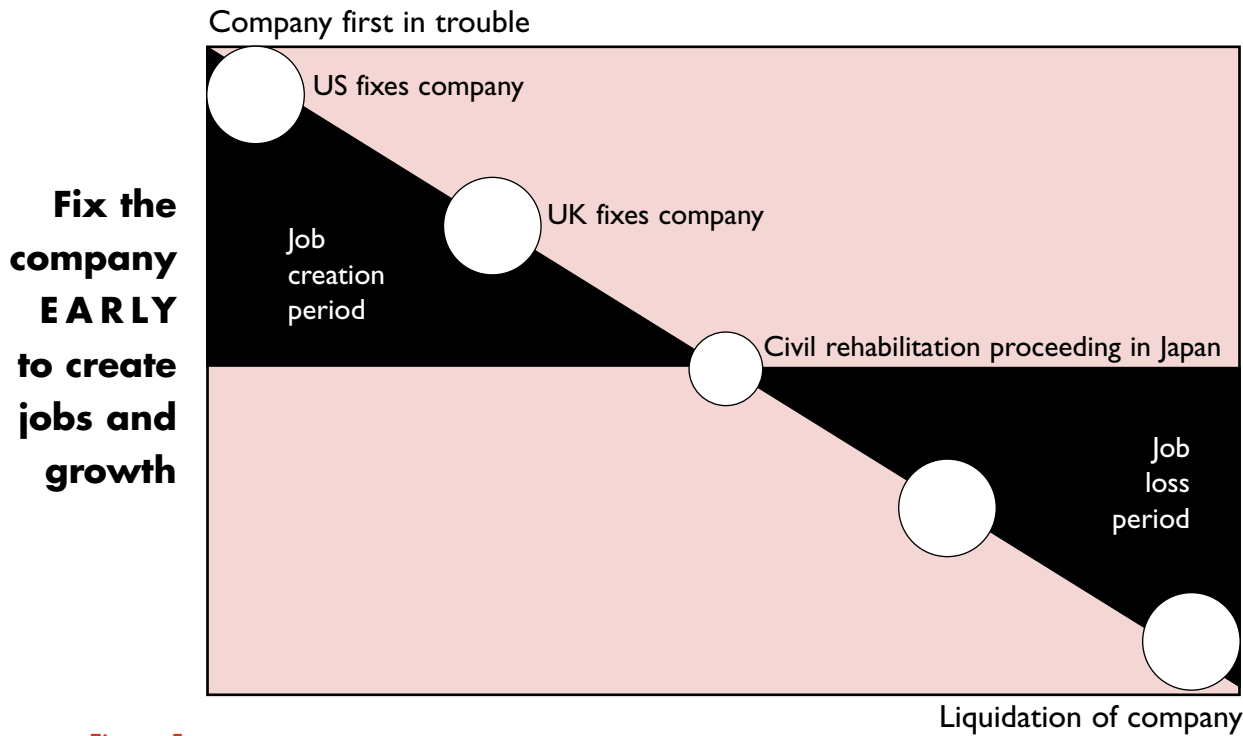 Company first in trouble
US fixes company
UK fixes company
Fix the
company
EARLY
to create
jobs and
growth
Job
creation
period
Civil rehabilitation proceeding in Japan
Job
loss
period
Liquidation of company